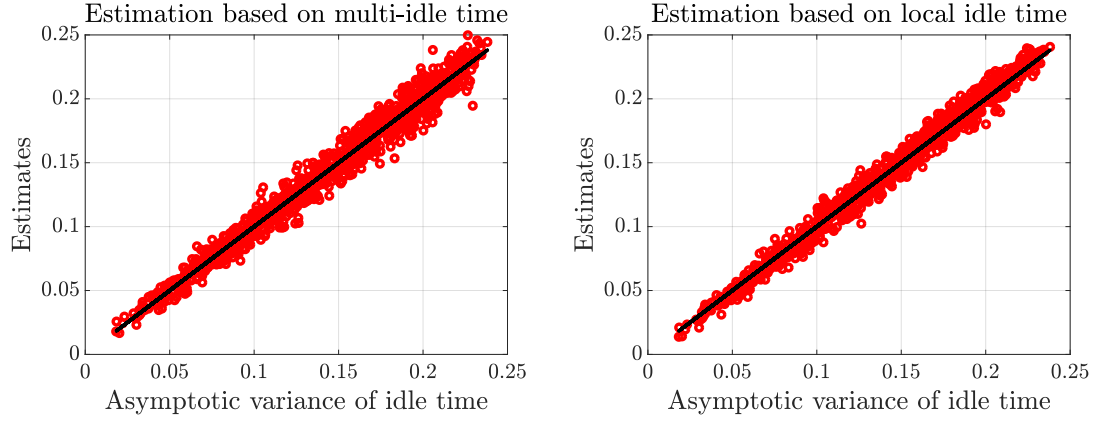 Estimation based on multi-idle time
0.25
0.2
0.15
0.1
0.05
0
Estimates
0 0.05 0.1 0.15 0.2 0.25
Asymptotic variance of idle time
Estimation based on local idle time
0.25
0.2
0.15
0.1
0.05
0
Estimates
0 0.05 0.1 0.15 0.2 0.25
Asymptotic variance of idle time